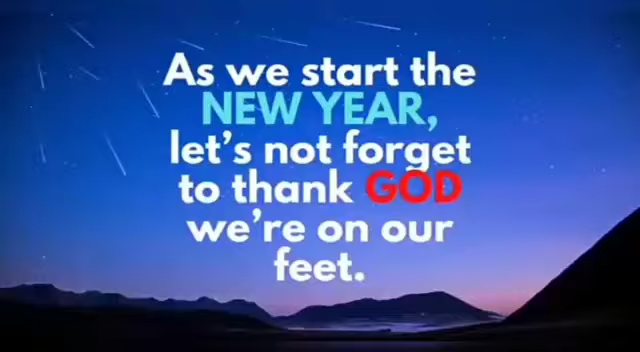 As we start the
NEW YEAR,
let's not forget
to thank GOD
we're on our
feet.